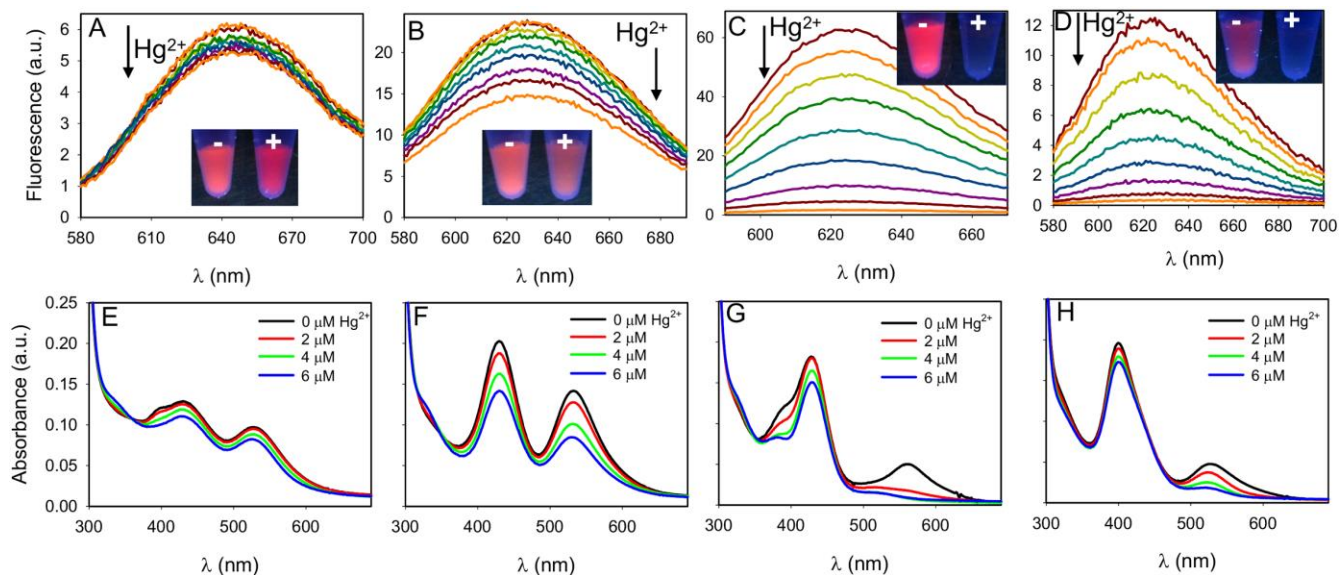 A
Hg2+
- +
Fluorescence (a.u.)
6
5
4
3
2
1
0
580 610 640 670 700
λ (nm)
B
Hg2+
- +
20
15
10
5
0
580 600 620 640 660 680
λ (nm)
C
Hg2+
- +
60
40
20
0
600 620 640 660
λ (nm)
D
Hg2+
- +
12
10
8
6
4
2
0
580 600 620 640 660 680 700
λ (nm)
E
0 μM Hg2+
2 μM
4 μM
6 μM
Absorbance (a.u.)
0.25
0.20
0.15
0.10
0.05
0.00
300 400 500 600
λ (nm)
F
0 μM Hg2+
2 μM
4 μM
6 μM
300 400 500 600
λ (nm)
G
0 μM Hg2+
2 μM
4 μM
6 μM
300 400 500 600
λ (nm)
H
0 μM Hg2+
2 μM
4 μM
6 μM
300 400 500 600
λ (nm)